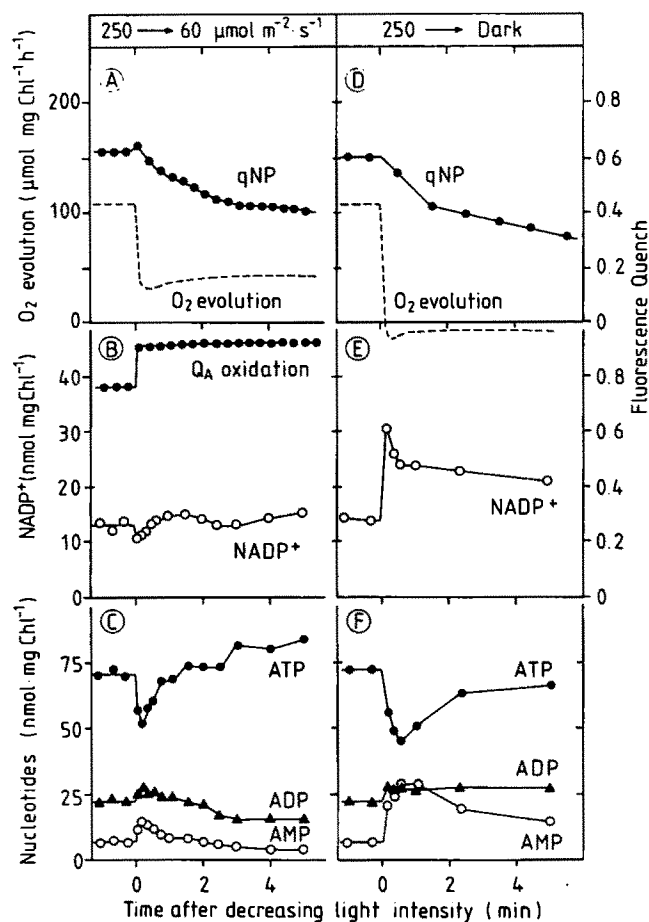 250 → 60 µmol m⁻²·s⁻¹
250 → Dark
A
D
O₂ evolution (µmol mg Chl⁻¹h⁻¹)
200
100
0
qNP
O₂ evolution
qNP
O₂ evolution
0.8
0.6
0.4
0.2
0
Fluorescence Quench
B
E
NADP⁺ (nmol mgChl⁻¹)
40
30
20
10
0
Q_A oxidation
NADP⁺
NADP⁺
0.8
0.6
0.4
0.2
0
C
F
Nucleotides (nmol·mg Chl⁻¹)
75
50
25
0
ATP
ADP
AMP
ATP
ADP
AMP
0 2 4
0 2 4
Time after decreasing light intensity (min)